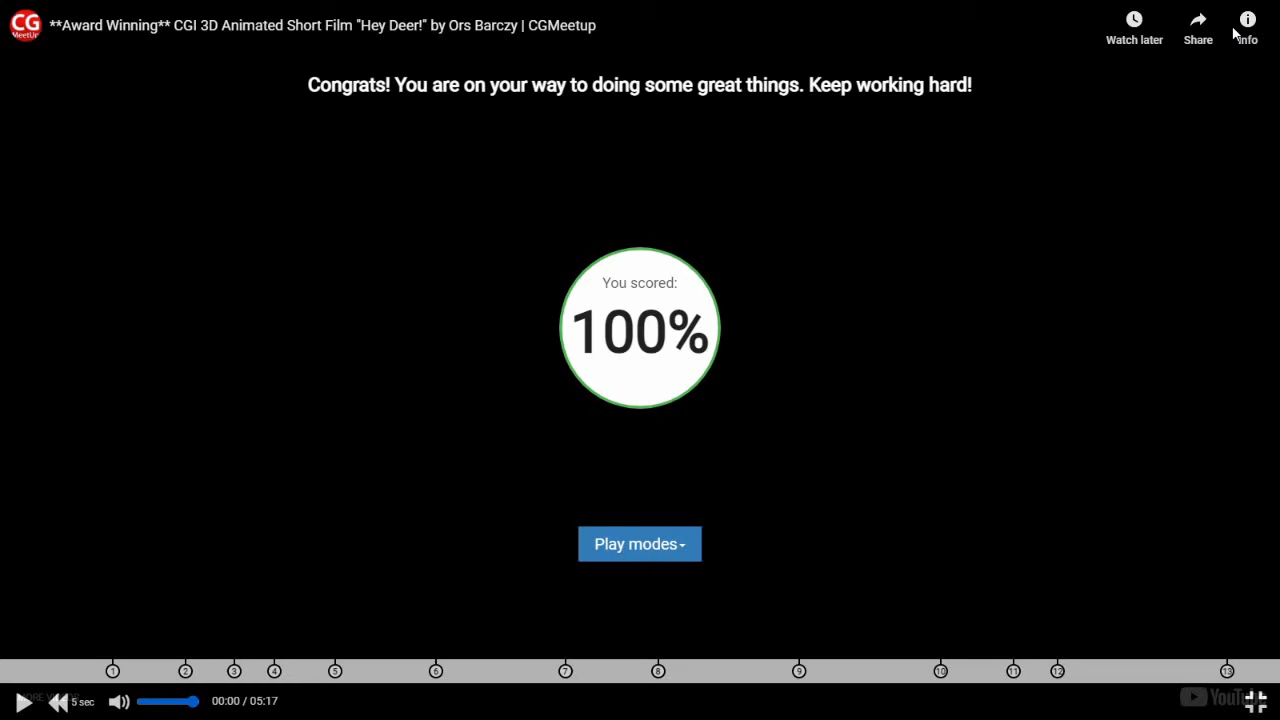 CG
MeetUp
**Award Winning** CGI 3D Animated Short Film "Hey Deer!" by Ors Barczy | CGMeetup
Watch later
Share
Info
Congrats! You are on your way to doing some great things. Keep working hard!
You scored:
100%
Play modes
1 2 3 4 5 6 7 8 9 10 11 12 13
5 sec
00:00 / 05:17
YouTube